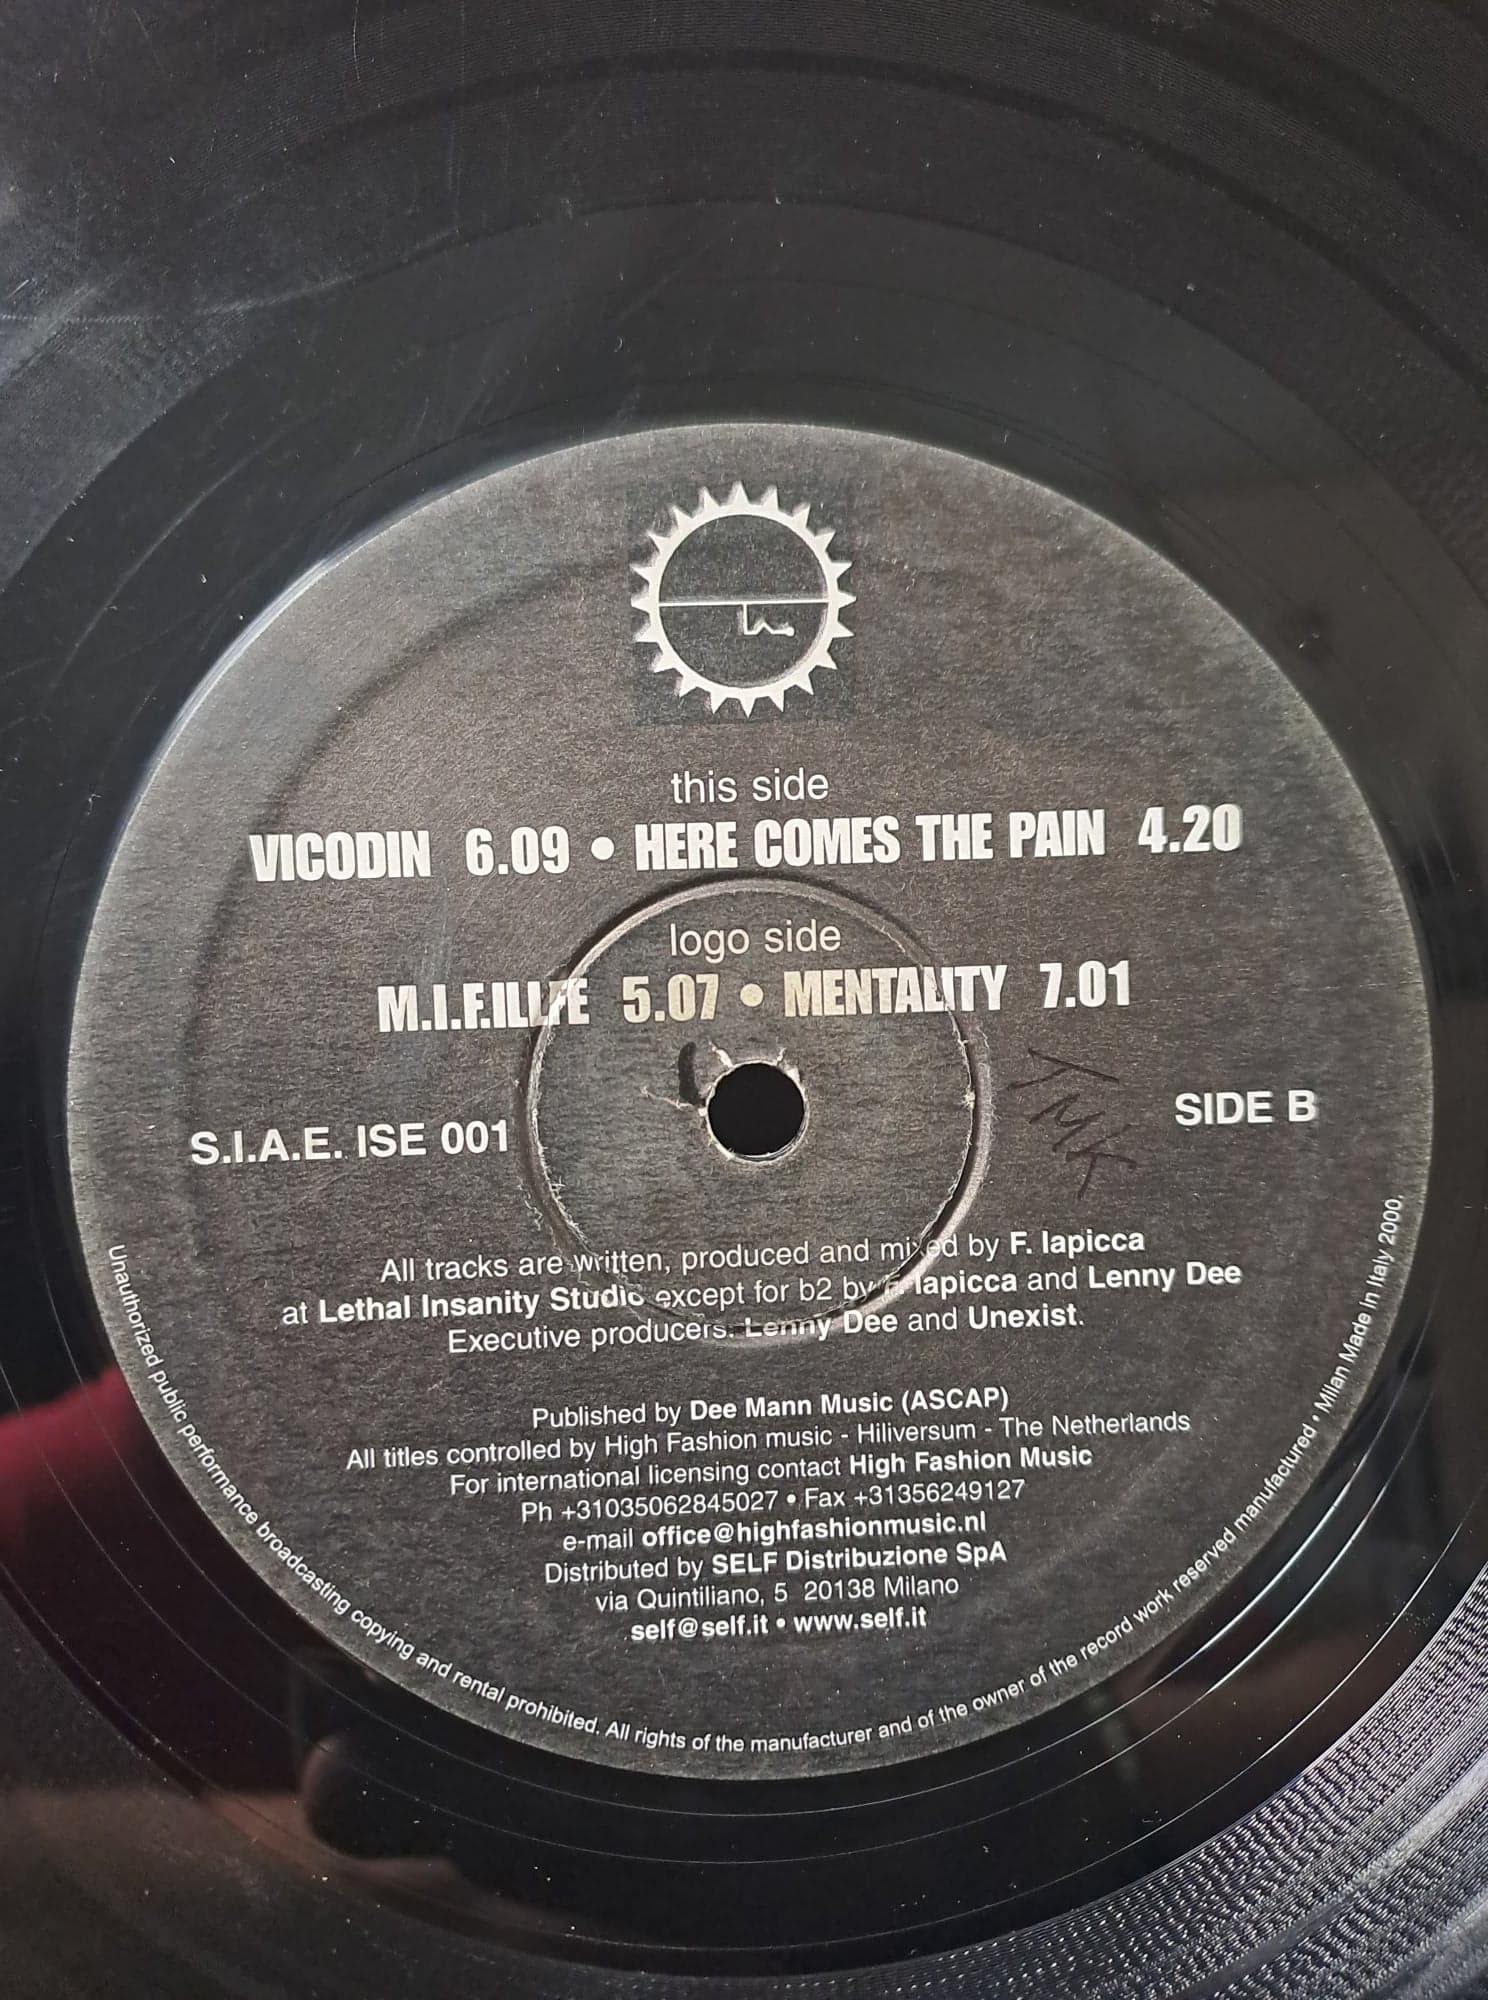 this side
VICODIN 6.09 • HERE COMES THE PAIN 4.20
logo side
M.I.F.ILLFE 5.07 • MENTALITY 7.01
S.I.A.E. ISE 001
TMK
SIDE B
All tracks are written, produced and mixed by F. Iapicca
at Lethal Insanity Studio except for b2 by F. Iapicca and Lenny Dee
Executive producers: Lenny Dee and Unexist.
Published by Dee Mann Music (ASCAP)
All titles controlled by High Fashion music - Hiliversum - The Netherlands
For international licensing contact High Fashion Music
Ph +31035062845027 • Fax +31356249127
e-mail office@highfashionmusic.nl
Distributed by SELF Distribuzione SpA
via Quintiliano, 5 20138 Milano
self@self.it • www.self.it
Unauthorized public performance broadcasting copying and rental prohibited. All rights of the manufacturer and of the owner of the record work reserved manufactured • Milan Made in Italy 2000.